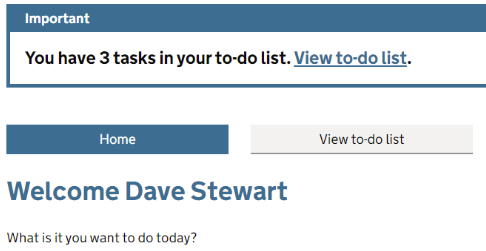 Important
You have 3 tasks in your to-do list. View to-do list.
Home
View to-do list
Welcome Dave Stewart
What is it you want to do today?